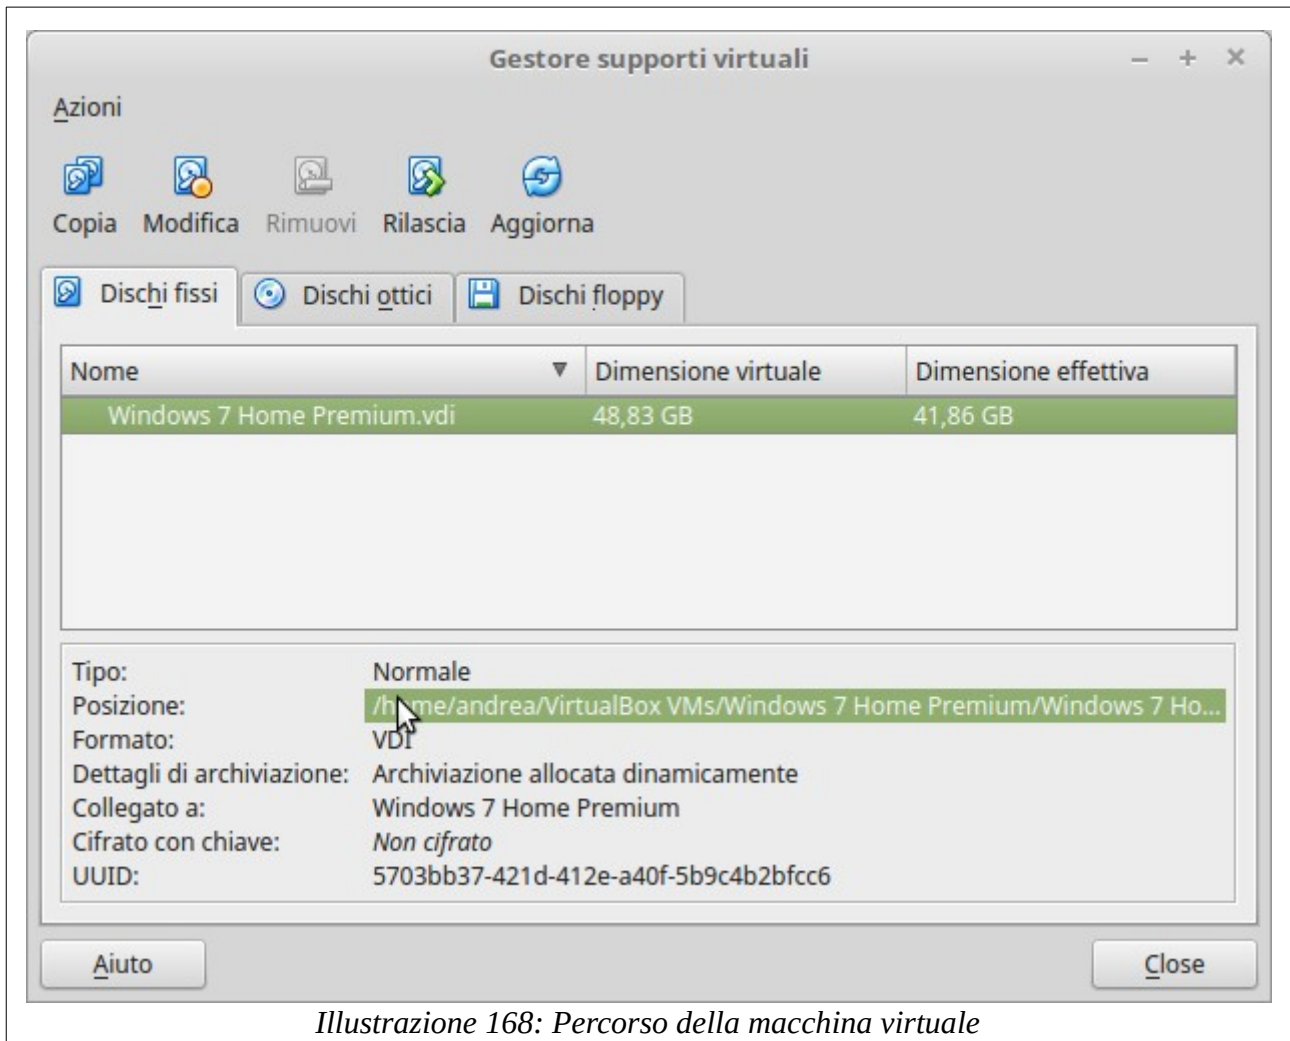 Gestore supporti virtuali
Azioni
Copia Modifica Rimuovi Rilascia Aggiorna
Dischi fissi Dischi ottici Dischi floppy
Nome Dimensione virtuale Dimensione effettiva
Windows 7 Home Premium.vdi 48,83 GB 41,86 GB
Tipo: Normale
Posizione: /home/andrea/VirtualBox VMs/Windows 7 Home Premium/Windows 7 Ho...
Formato: VDI
Dettagli di archiviazione: Archiviazione allocata dinamicamente
Collegato a: Windows 7 Home Premium
Cifrato con chiave: Non cifrato
UUID: 5703bb37-421d-412e-a40f-5b9c4b2bfcc6
Aiuto Close
Illustrazione 168: Percorso della macchina virtuale